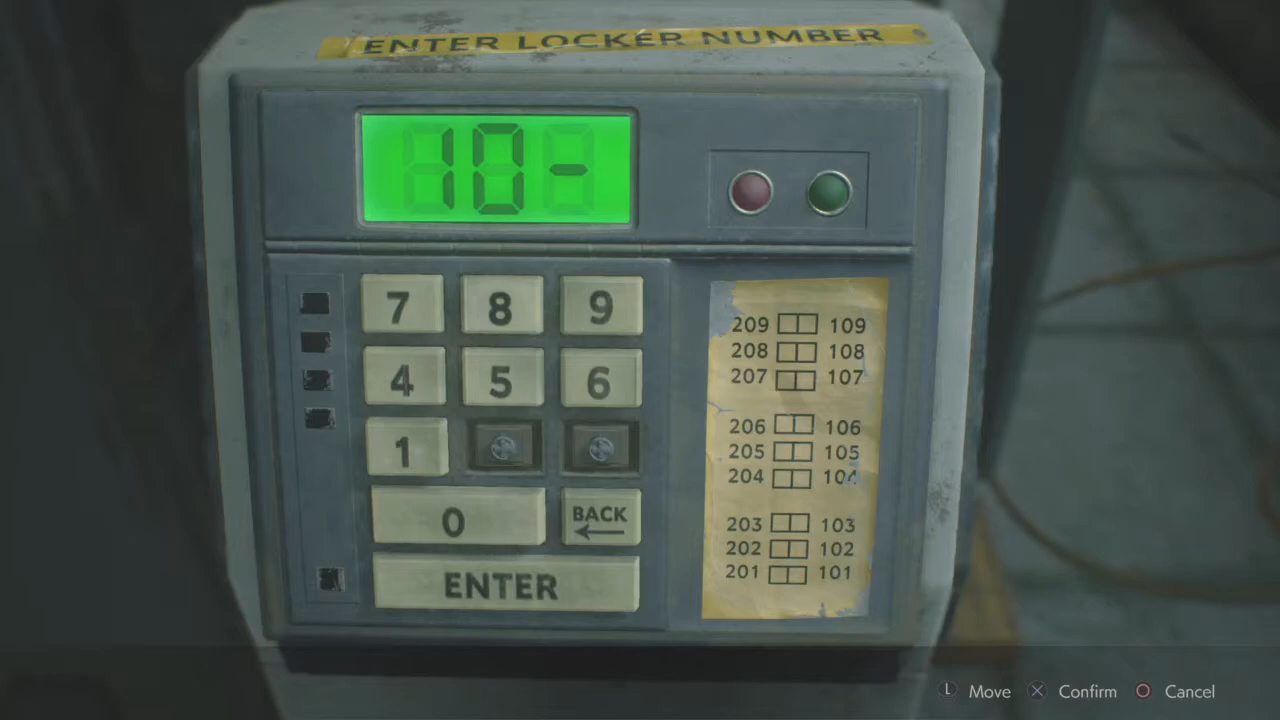 ENTER LOCKER NUMBER
10-
7 8 9
4 5 6
1
0 BACK
ENTER
209 109
208 108
207 107
206 106
205 105
204 104
203 103
202 102
201 101
L Move X Confirm O Cancel